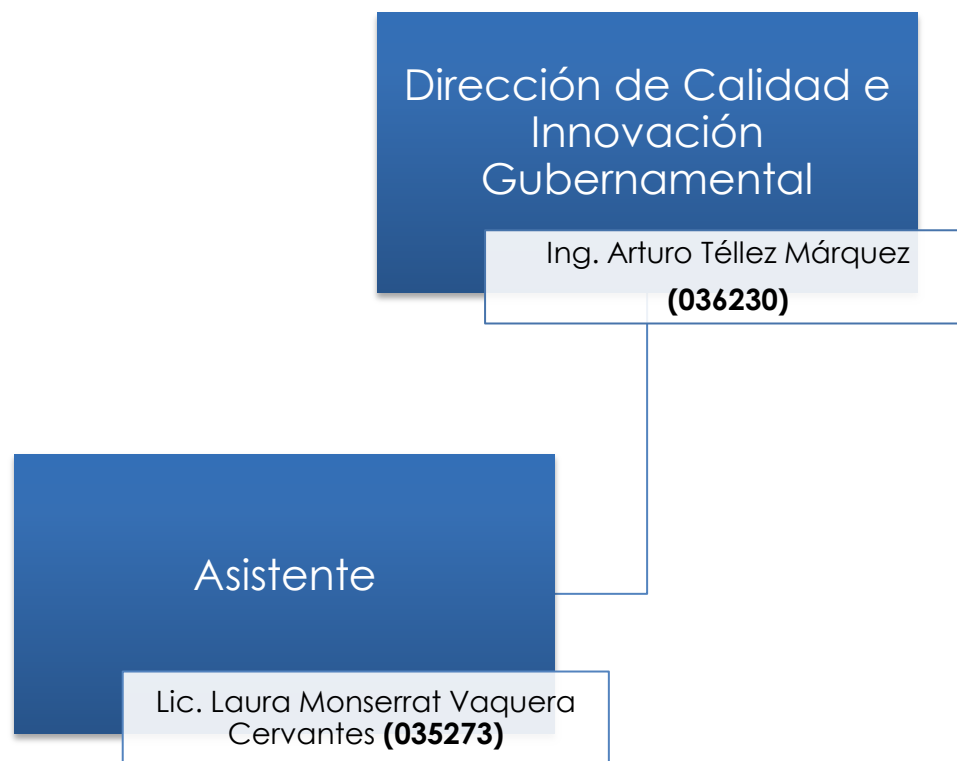 Dirección de Calidad e
Innovación
Gubernamental
Ing. Arturo Téllez Márquez
(036230)
Asistente
Lic. Laura Monserrat Vaquera
Cervantes (035273)